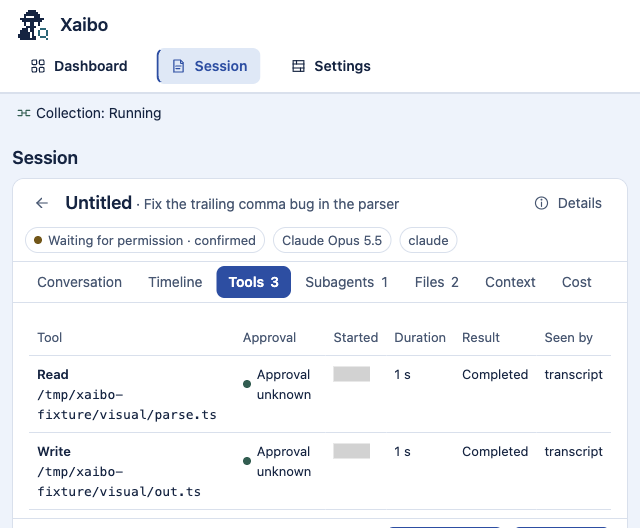 Xaibo
Dashboard Session Settings
Collection: Running
Session
Untitled · Fix the trailing comma bug in the parser Details
Waiting for permission · confirmed Claude Opus 5.5 claude
Conversation Timeline Tools 3 Subagents 1 Files 2 Context Cost
Tool Approval Started Duration Result Seen by
Read Approval unknown 1 s Completed transcript
/tmp/xaibo-
fixture/visual/parse.ts
Write Approval unknown 1 s Completed transcript
/tmp/xaibo-
fixture/visual/out.ts